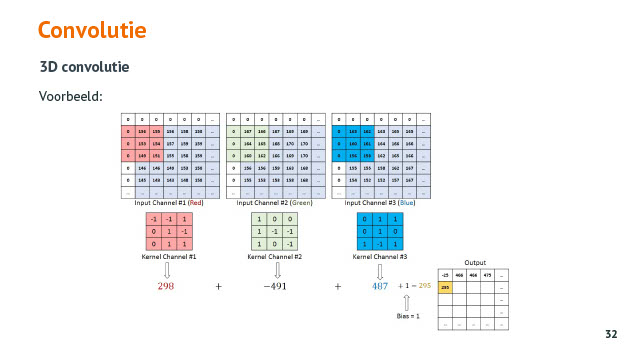 Convolutie
3D convolutie
Voorbeeld:
0 0 0 0 0 0 ... 0 0 0 0 0 0 ... 0 0 0 0 0 0 ...
0 156 155 156 158 158 ... 0 167 166 167 169 169 ... 0 163 162 163 165 165 ...
0 153 154 157 159 159 ... 0 164 165 168 170 170 ... 0 160 161 164 166 166 ...
0 149 151 155 158 159 ... 0 160 162 166 169 170 ... 0 156 158 162 165 166 ...
0 146 146 149 153 158 ... 0 156 156 159 163 168 ... 0 155 155 158 162 167 ...
0 145 143 143 148 158 ... 0 155 153 153 158 168 ... 0 154 152 152 157 167 ...
... ... ... ... ... ... ... ... ... ... ... ... ... ... ... ... ... ... ... ... ...
Input Channel #1 (Red) Input Channel #2 (Green) Input Channel #3 (Blue)
-1 -1 1 1 0 0 0 1 1
0 1 -1 1 -1 -1 0 1 0
0 1 1 1 0 -1 1 -1 1
Kernel Channel #1 Kernel Channel #2 Kernel Channel #3
298 + −491 + 487 + 1 = 295
Bias = 1
Output
-25 466 466 475 ... ...
295 ...
...
...
... ... ... ... ...
32